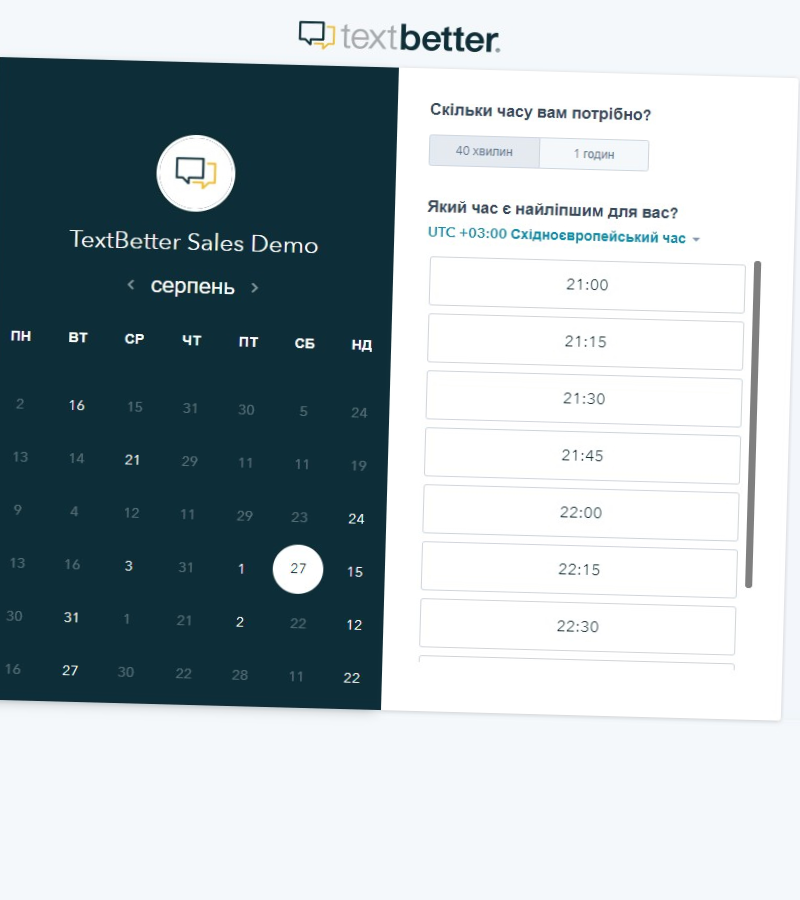 textbetter.
TextBetter Sales Demo
серпень
ПН ВТ СР ЧТ ПТ СБ НД
2 16 15 31 30 5 24
13 14 21 29 11 11 19
9 4 12 11 29 23 24
13 16 3 31 1 27 15
30 31 1 21 2 22 12
16 27 30 22 28 11 22
Скільки часу вам потрібно?
40 хвилин 1 годин
Який час є найліпшим для вас?
UTC +03:00 Східноєвропейський час
21:00
21:15
21:30
21:45
22:00
22:15
22:30